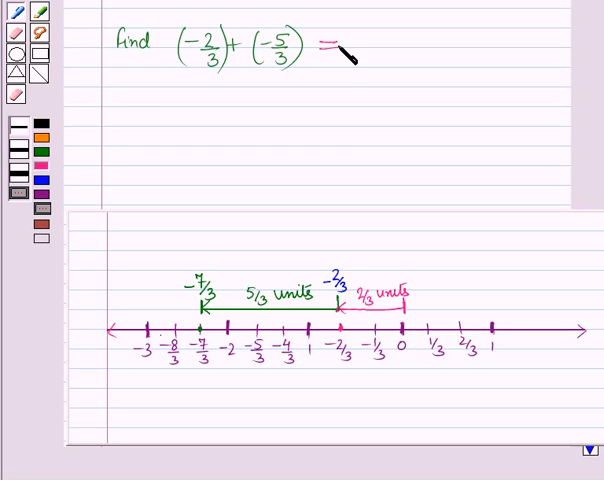 find (-2/3) + (-5/3) =
-7/3 5/3 units -2/3 2/3 units
-3 -8/3 -7/3 -2 -5/3 -4/3 1 -2/3 -1/3 0 1/3 2/3 1